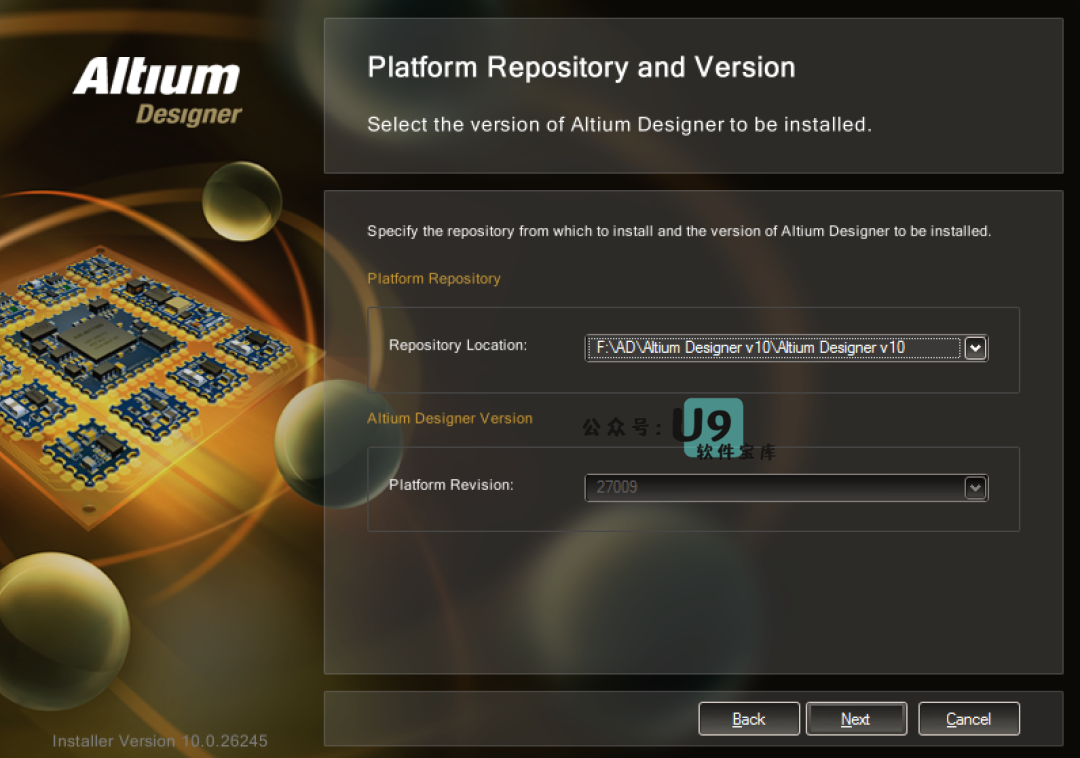 Altıum
Designer
Platform Repository and Version
Select the version of Altium Designer to be installed.
Specify the repository from which to install and the version of Altium Designer to be installed.
Platform Repository
Repository Location:
F:\AD\Altium Designer v10\Altium Designer v10
Altium Designer Version
公众号:
U9
软件宝库
Platform Revision:
27009
Back
Next
Cancel
Installer Version 10.0.26245